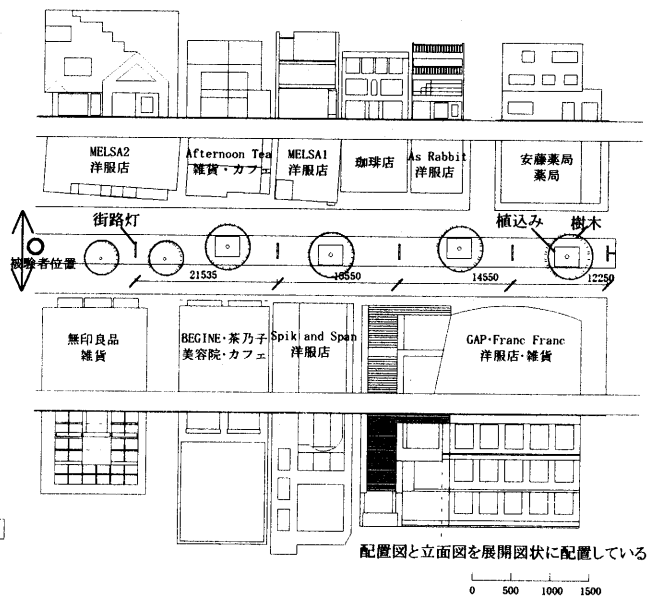 MELSA2
洋服店
Afternoon Tea
雑貨・カフェ
MELSA1
洋服店
珈琲店
As Rabbit
洋服店
安藤薬局
薬局
街路灯
植込み
樹木
被験者位置
21535
16550
14550
12250
無印良品
雑貨
BEGINE・茶乃子
美容院・カフェ
Spik and Span
洋服店
GAP・Franc Franc
洋服店・雑貨
配置図と立面図を展開図状に配置している
0 500 1000 1500